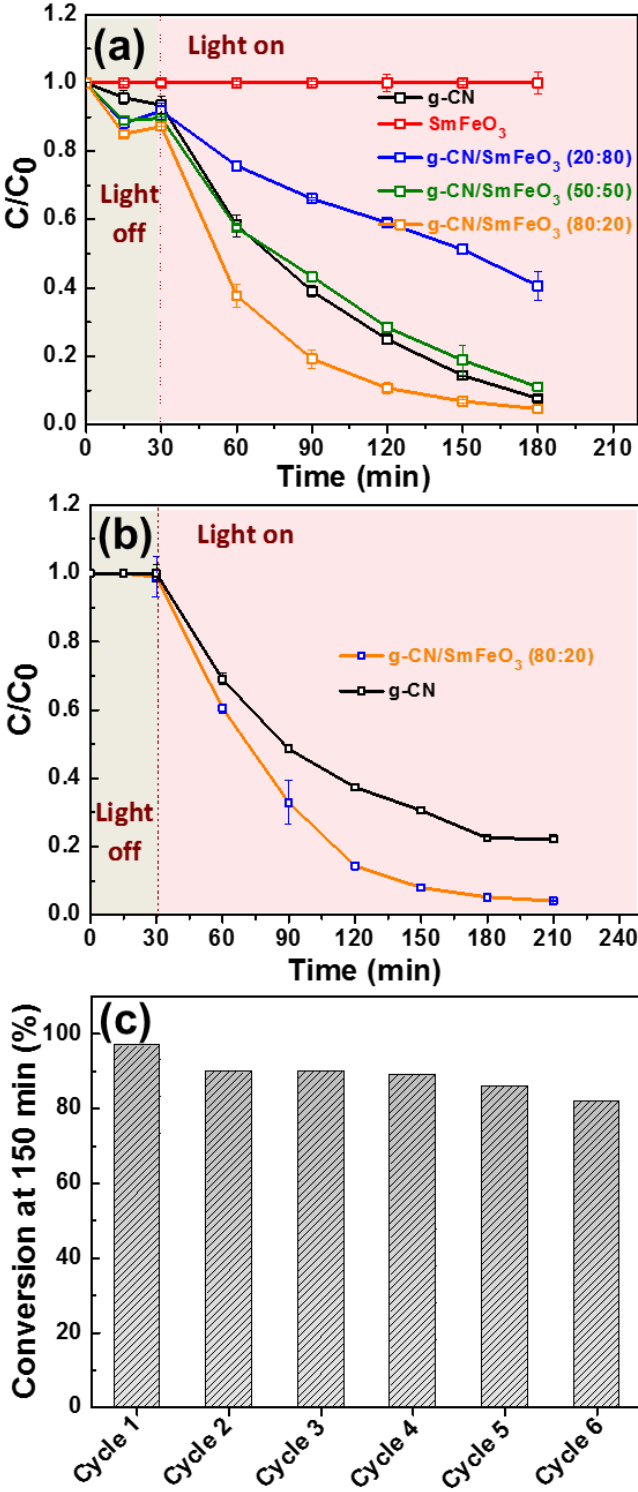 1.2
(a)
Light on
1.0
g-CN
SmFeO₃
0.8
g-CN/SmFeO₃ (20:80)
C/C₀
Light
off
g-CN/SmFeO₃ (50:50)
0.6
g-CN/SmFeO₃ (80:20)
0.4
0.2
0.0
0 30 60 90 120 150 180 210
Time (min)
1.2
(b)
Light on
1.0
0.8
g-CN/SmFeO₃ (80:20)
C/C₀
g-CN
0.6
0.4
Light
off
0.2
0.0
0 30 60 90 120 150 180 210 240
Time (min)
(c)
Conversion at 150 min (%)
100
80
60
40
20
0
Cycle 1 Cycle 2 Cycle 3 Cycle 4 Cycle 5 Cycle 6